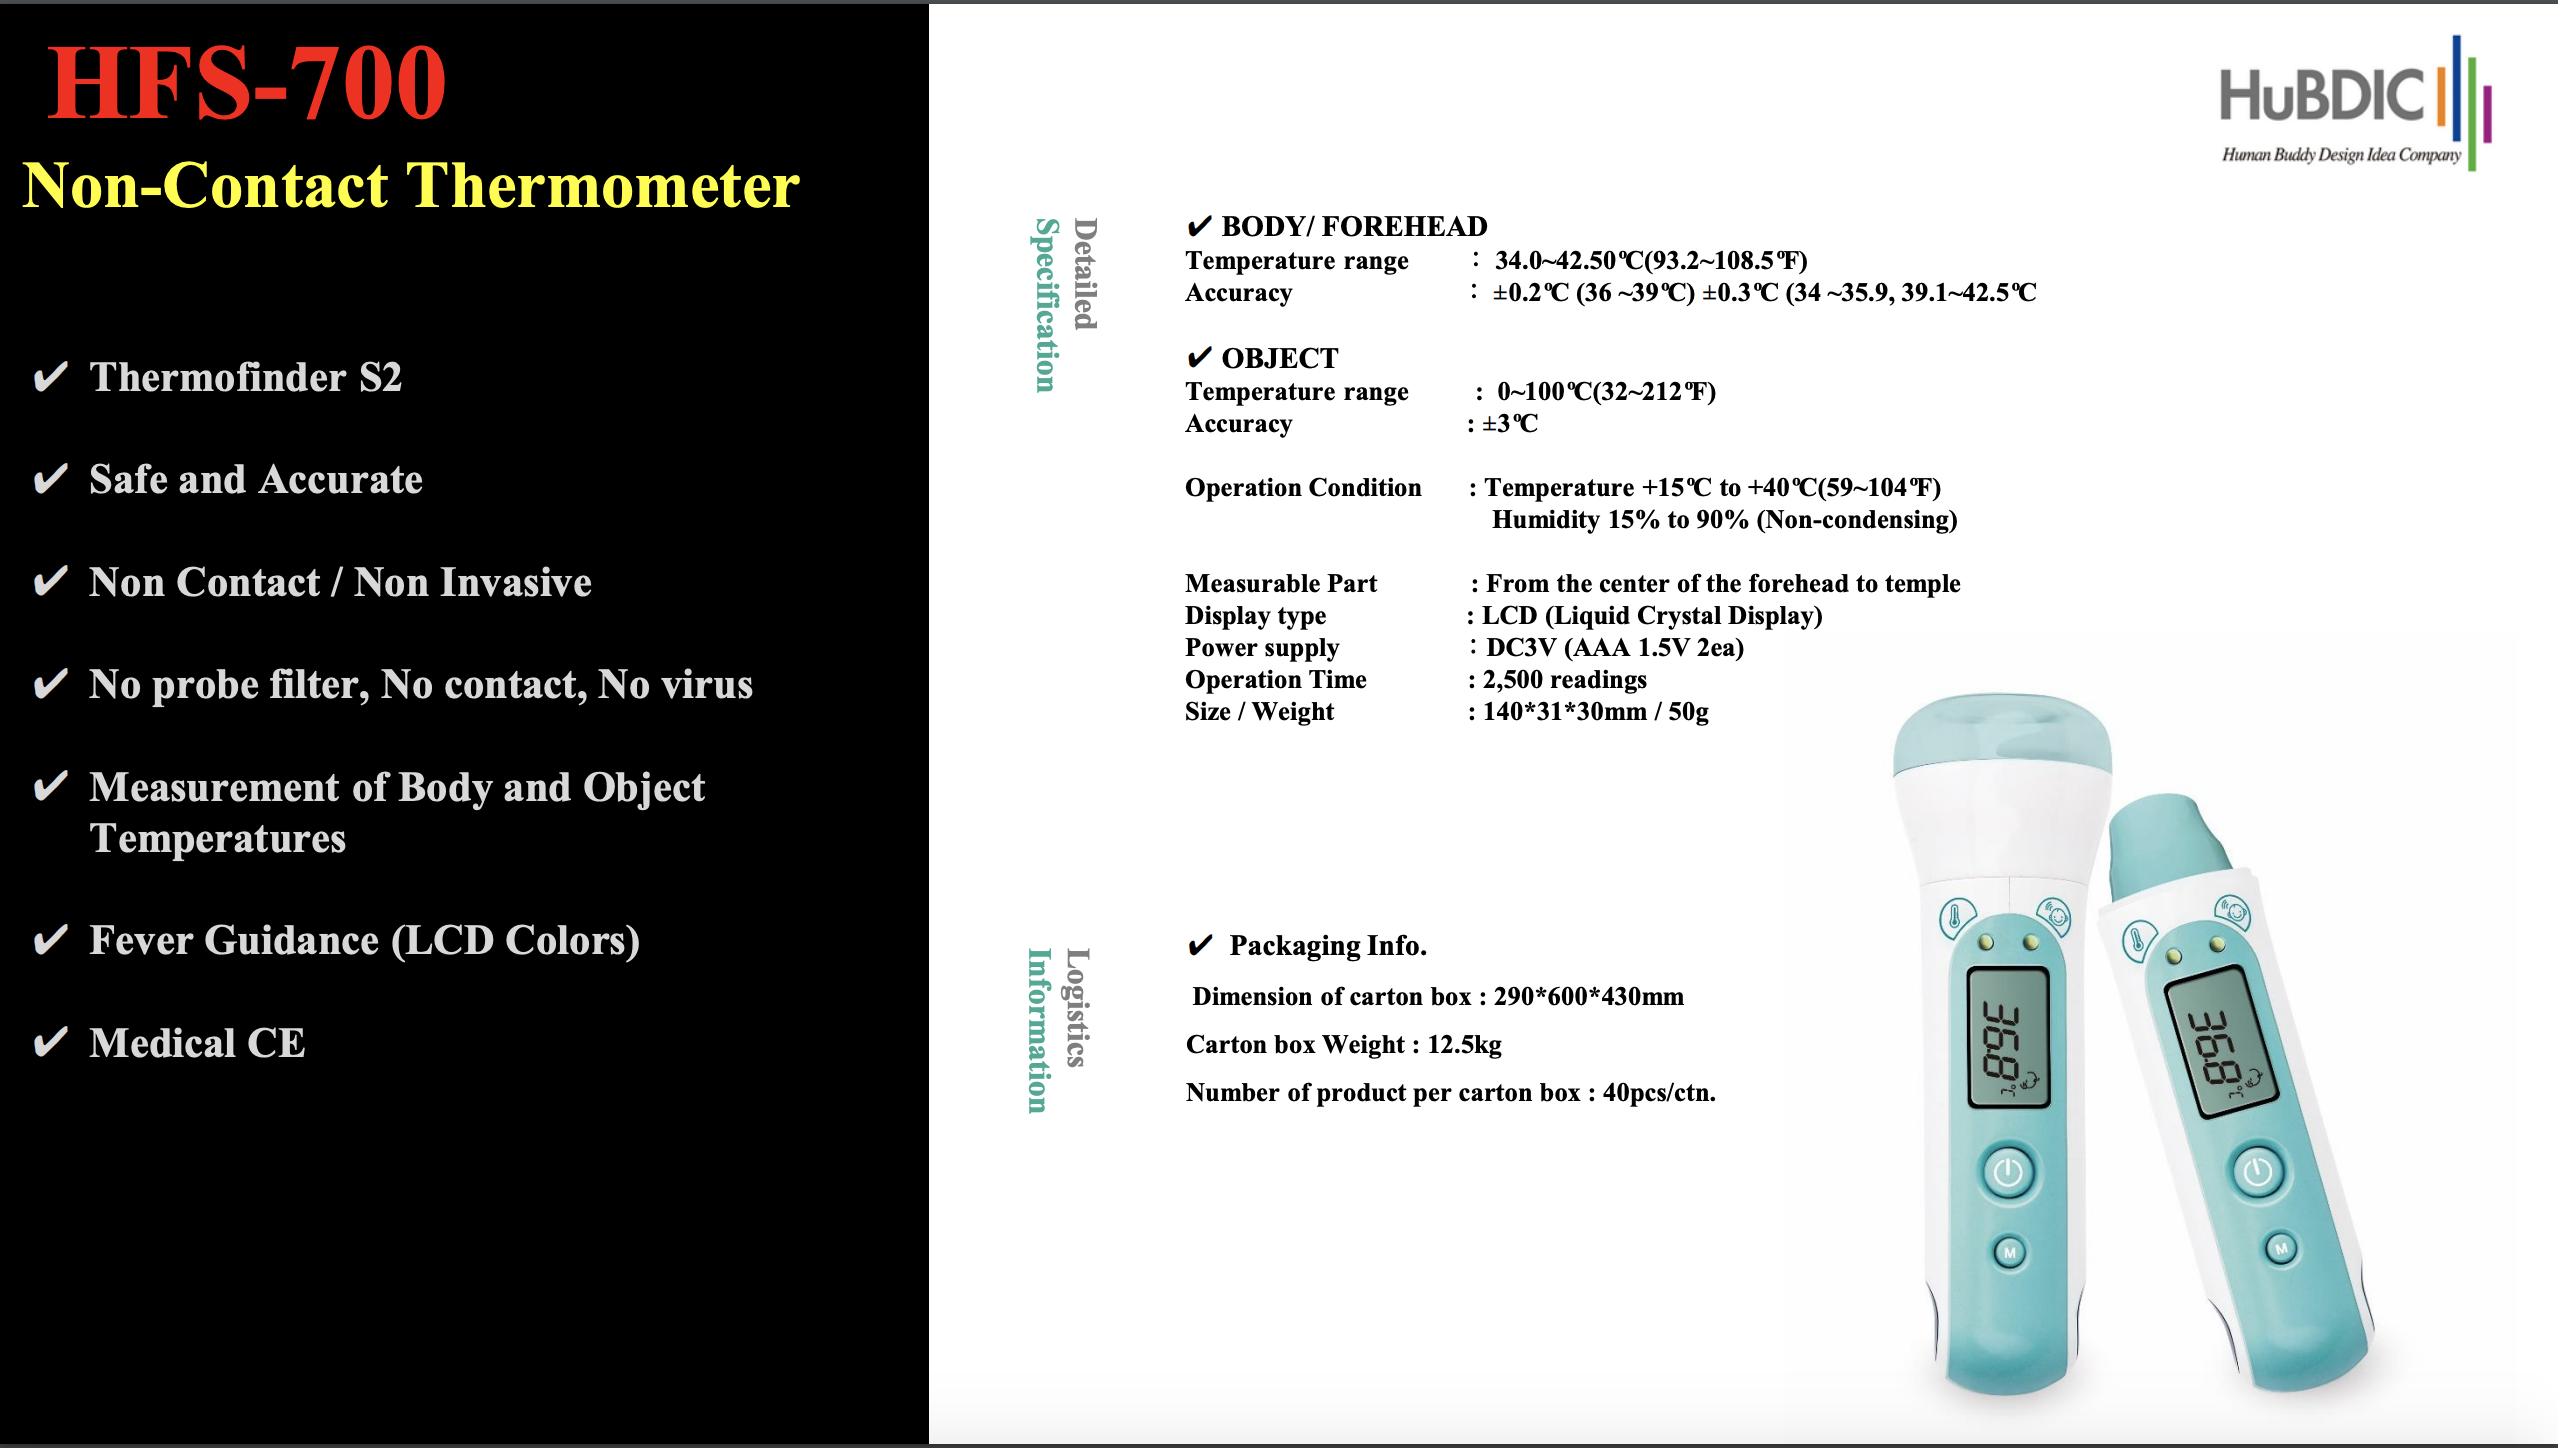 HFS-700
Non-Contact Thermometer
✔ Thermofinder S2
✔ Safe and Accurate
✔ Non Contact / Non Invasive
✔ No probe filter, No contact, No virus
✔ Measurement of Body and Object
Temperatures
✔ Fever Guidance (LCD Colors)
✔ Medical CE
HuBDIC
Human Buddy Design Idea Company
Detailed
Specification
✔ BODY/ FOREHEAD
Temperature range : 34.0~42.50℃(93.2~108.5℉)
Accuracy : ±0.2℃ (36 ~39℃) ±0.3℃ (34 ~35.9, 39.1~42.5℃
✔ OBJECT
Temperature range : 0~100℃(32~212℉)
Accuracy : ±3℃
Operation Condition : Temperature +15℃ to +40℃(59~104℉)
Humidity 15% to 90% (Non-condensing)
Measurable Part : From the center of the forehead to temple
Display type : LCD (Liquid Crystal Display)
Power supply : DC3V (AAA 1.5V 2ea)
Operation Time : 2,500 readings
Size / Weight : 140*31*30mm / 50g
Logistics
Information
✔ Packaging Info.
Dimension of carton box : 290*600*430mm
Carton box Weight : 12.5kg
Number of product per carton box : 40pcs/ctn.
36.8
℃
M
36.8
℃
M